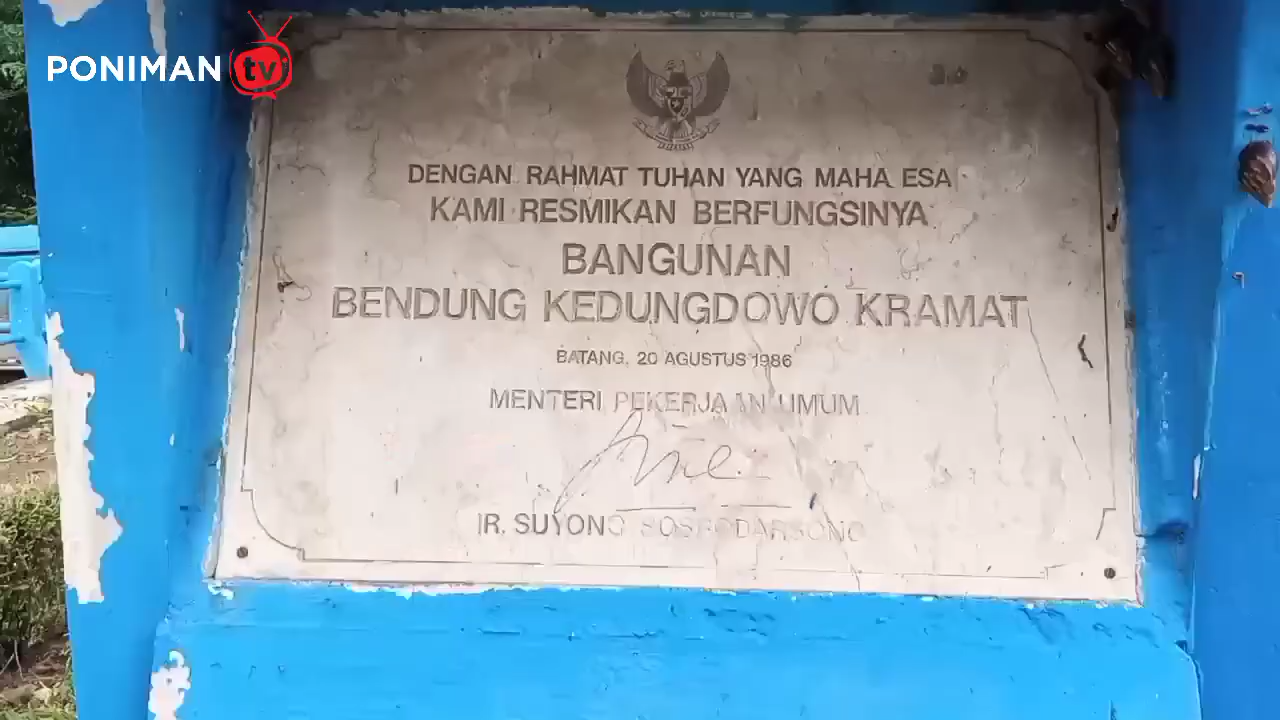 PONIMAN tv
DENGAN RAHMAT TUHAN YANG MAHA ESA
KAMI RESMIKAN BERFUNGSINYA
BANGUNAN
BENDUNG KEDUNGDOWO KRAMAT
BATANG, 20 AGUSTUS 1986
MENTERI PEKERJAAN UMUM
IR. SUYONO SOSRODARSONO